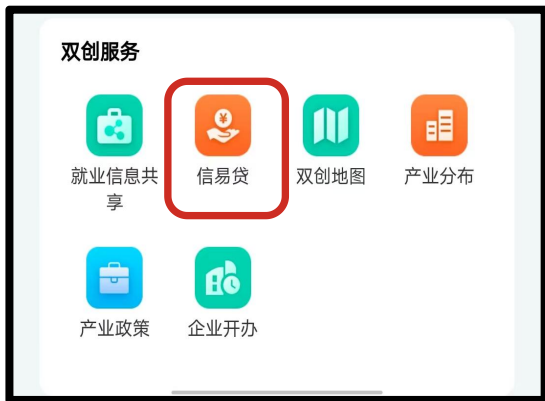 双创服务
就业信息共
享
信易贷
双创地图
产业分布
产业政策
企业开办